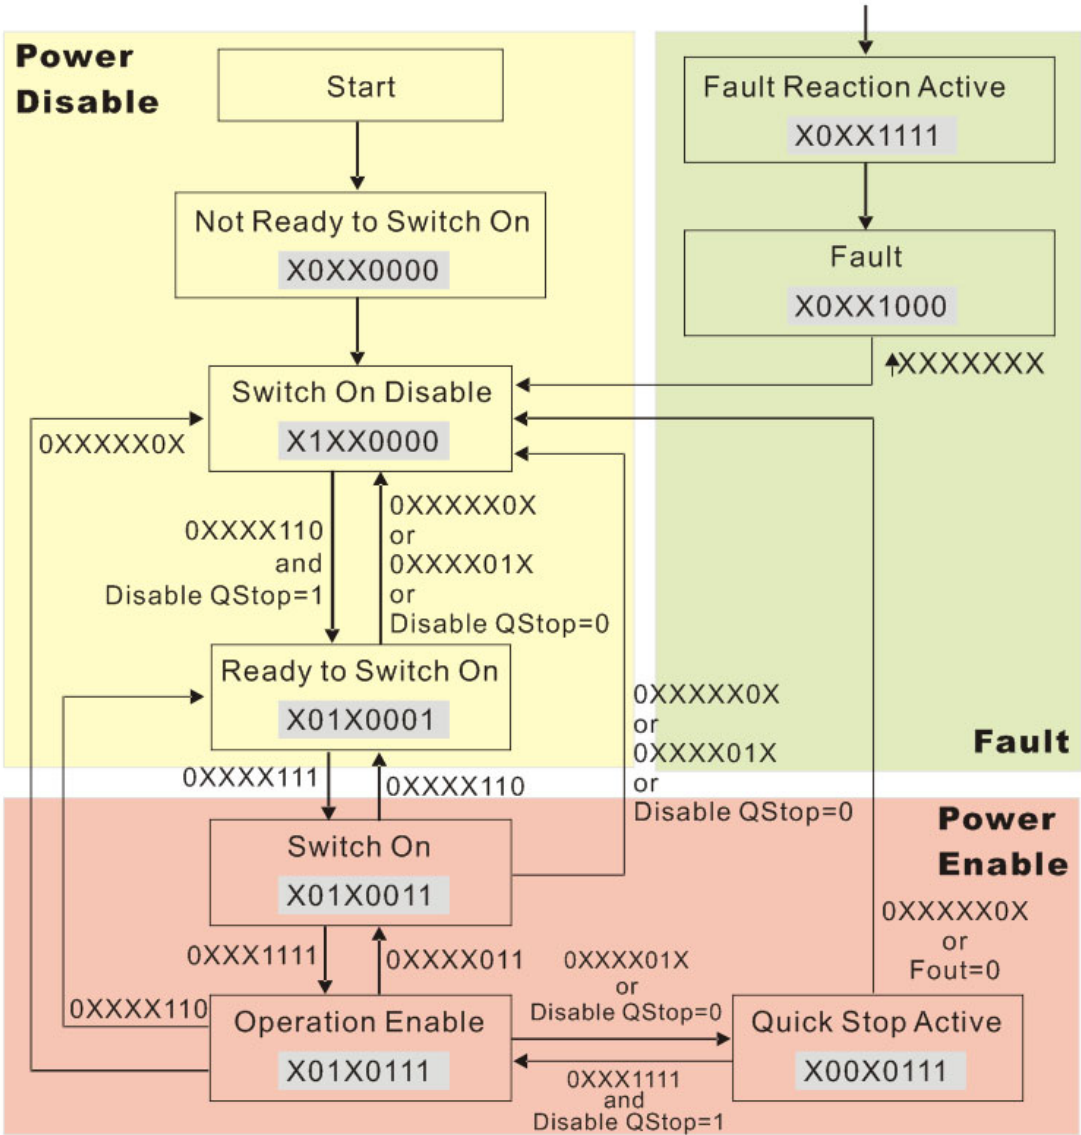 Power
Disable
Start
Not Ready to Switch On
X0XX0000
Switch On Disable
X1XX0000
0XXXXX0X
0XXXX110
and
Disable QStop=1
0XXXXX0X
or
0XXXX01X
or
Disable QStop=0
Ready to Switch On
X01X0001
0XXXX111
0XXXX110
Fault Reaction Active
X0XX1111
Fault
X0XX1000
XXXXXXX
Fault
0XXXXX0X
or
0XXXX01X
or
Disable QStop=0
Power
Enable
Switch On
X01X0011
0XXX1111
0XXXX011
0XXXX110
Operation Enable
X01X0111
0XXXX01X
or
Disable QStop=0
0XXX1111
and
Disable QStop=1
0XXXXX0X
or
Fout=0
Quick Stop Active
X00X0111